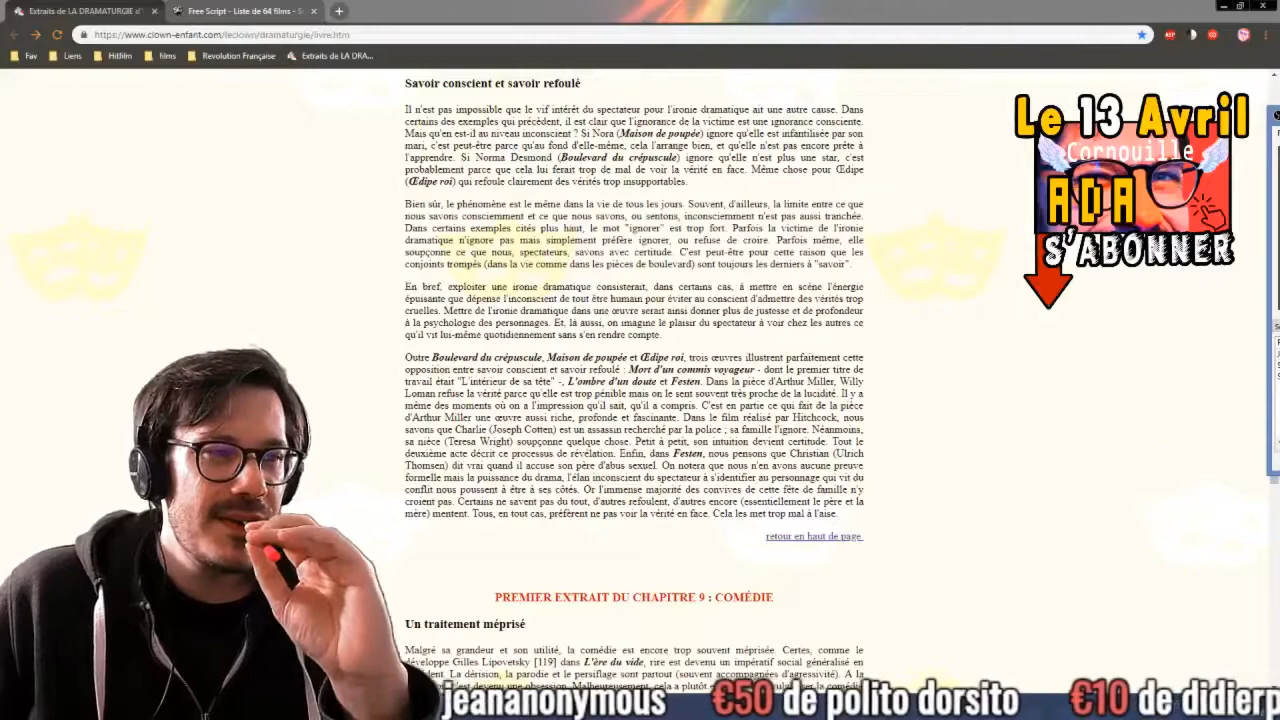 Extraits de LA DRAMATURGIE d'
Free Script - Liste de 64 films - S
https://www.clown-enfant.com/leclown/dramaturgie/livre.htm
Fav
Liens
Hitfilm
films
Revolution Française
Extraits de LA DRA...
Savoir conscient et savoir refoulé
Il n'est pas impossible que le vif intérêt du spectateur pour l'ironie dramatique ait une autre cause. Dans
certains des exemples qui précèdent, il est clair que l'ignorance de la victime est une ignorance consciente.
Mais qu'en est-il au niveau inconscient ? Si Nora (Maison de poupée) ignore qu'elle est infantilisée par son
mari, c'est peut-être parce qu'au fond d'elle-même, cela l'arrange bien, et qu'elle n'est pas encore prête à
l'apprendre. Si Norma Desmond (Boulevard du crépuscule) ignore qu'elle n'est plus une star, c'est
probablement parce que cela lui ferait trop de mal de voir la vérité en face. Même chose pour Œdipe
(Œdipe roi) qui refoule clairement des vérités trop insupportables.
Bien sûr, le phénomène est le même dans la vie de tous les jours. Souvent, d'ailleurs, la limite entre ce que
nous savons consciemment et ce que nous savons, ou sentons, inconsciemment n'est pas aussi tranchée.
Dans certains exemples cités plus haut, le mot "ignorer" est trop fort. Parfois la victime de l'ironie
dramatique n'ignore pas mais simplement préfère ignorer, ou refuse de croire. Parfois même, elle
soupçonne ce que nous, spectateurs, savons avec certitude. C'est peut-être pour cette raison que les
conjoints trompés (dans la vie comme dans les pièces de boulevard) sont toujours les derniers à "savoir".
En bref, exploiter une ironie dramatique consisterait, dans certains cas, à mettre en scène l'énergie
épuisante que dépense l'inconscient de tout être humain pour éviter au conscient d'admettre des vérités trop
cruelles. Mettre de l'ironie dramatique dans une œuvre serait ainsi donner plus de justesse et de profondeur
à la psychologie des personnages. Et, là aussi, on imagine le plaisir du spectateur à voir chez les autres ce
qu'il vit lui-même quotidiennement sans s'en rendre compte.
Outre Boulevard du crépuscule, Maison de poupée et Œdipe roi, trois œuvres illustrent parfaitement cette
opposition entre savoir conscient et savoir refoulé : Mort d'un commis voyageur - dont le premier titre de
travail était "L'intérieur de sa tête" -, L'ombre d'un doute et Festen. Dans la pièce d'Arthur Miller, Willy
Loman refuse la vérité parce qu'elle est trop pénible mais on le sent souvent très proche de la lucidité. Il y a
même des moments où on a l'impression qu'il sait, qu'il a compris. C'est en partie ce qui fait de la pièce
d'Arthur Miller une œuvre aussi riche, profonde et fascinante. Dans le film réalisé par Hitchcock, nous
savons que Charlie (Joseph Cotten) est un assassin recherché par la police ; sa famille l'ignore. Néanmoins,
sa nièce (Teresa Wright) soupçonne quelque chose. Petit à petit, son intuition devient certitude. Tout le
deuxième acte décrit ce processus de révélation. Enfin, dans Festen, nous pensons que Christian (Ulrich
Thomsen) dit vrai quand il accuse son père d'abus sexuel. On notera que nous n'en avons aucune preuve
formelle mais la puissance du drama, l'élan inconscient du spectateur à s'identifier au personnage qui vit du
conflit nous poussent à être à ses côtés. Or l'immense majorité des convives de cette fête de famille n'y
croient pas. Certains ne savent pas du tout, d'autres refoulent, d'autres encore (essentiellement le père et la
mère) mentent. Tous, en tout cas, préfèrent ne pas voir la vérité en face. Cela les met trop mal à l'aise.
retour en haut de page
PREMIER EXTRAIT DU CHAPITRE 9 : COMÉDIE
Un traitement méprisé
Malgré sa grandeur et son utilité, la comédie est encore trop souvent méprisée. Certes, comme le
développe Gilles Lipovetsky [119] dans L'ère du vide, rire est devenu un impératif social généralisé en
La dérision, la parodie et le persiflage sont partout (souvent accompagnées d'agressivité). A la
devenu une obsession. Malheureusement, cela a plutôt
la comédie
Le 13 Avril
Cornouille
ADA
S'ABONNER
jeananonymous €50 de polito dorsito €10 de didierp